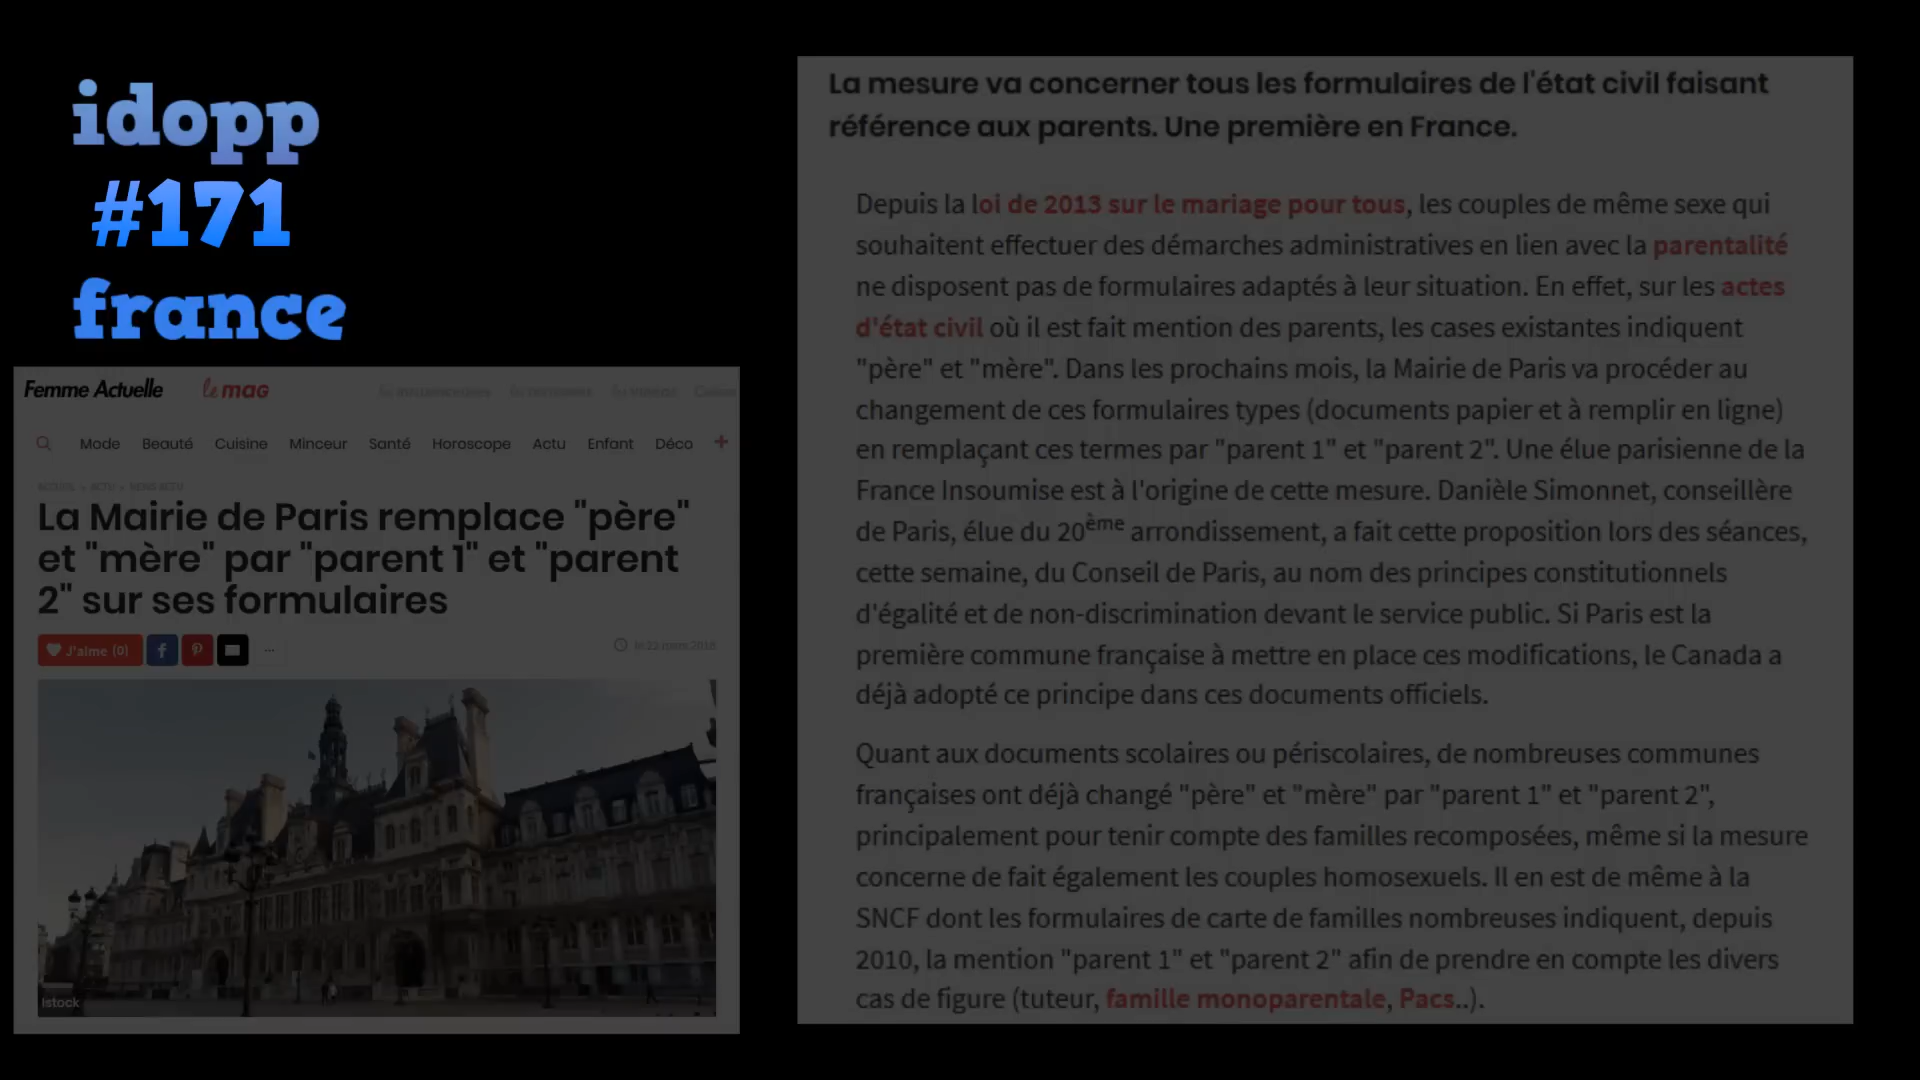 idopp
#171
france
Femme Actuelle le mag
Mode Beauté Cuisine Minceur Santé Horoscope Actu Enfant Déco +
La Mairie de Paris remplace "père"
et "mère" par "parent 1" et "parent
2" sur ses formulaires
J'aime (0) ...
le 22 mars 2018
Istock
La mesure va concerner tous les formulaires de l'état civil faisant
référence aux parents. Une première en France.
Depuis la loi de 2013 sur le mariage pour tous, les couples de même sexe qui
souhaitent effectuer des démarches administratives en lien avec la parentalité
ne disposent pas de formulaires adaptés à leur situation. En effet, sur les actes
d'état civil où il est fait mention des parents, les cases existantes indiquent
"père" et "mère". Dans les prochains mois, la Mairie de Paris va procéder au
changement de ces formulaires types (documents papier et à remplir en ligne)
en remplaçant ces termes par "parent 1" et "parent 2". Une élue parisienne de la
France Insoumise est à l'origine de cette mesure. Danièle Simonnet, conseillère
de Paris, élue du 20ème arrondissement, a fait cette proposition lors des séances,
cette semaine, du Conseil de Paris, au nom des principes constitutionnels
d'égalité et de non-discrimination devant le service public. Si Paris est la
première commune française à mettre en place ces modifications, le Canada a
déjà adopté ce principe dans ces documents officiels.
Quant aux documents scolaires ou périscolaires, de nombreuses communes
françaises ont déjà changé "père" et "mère" par "parent 1" et "parent 2",
principalement pour tenir compte des familles recomposées, même si la mesure
concerne de fait également les couples homosexuels. Il en est de même à la
SNCF dont les formulaires de carte de familles nombreuses indiquent, depuis
2010, la mention "parent 1" et "parent 2" afin de prendre en compte les divers
cas de figure (tuteur, famille monoparentale, Pacs..).